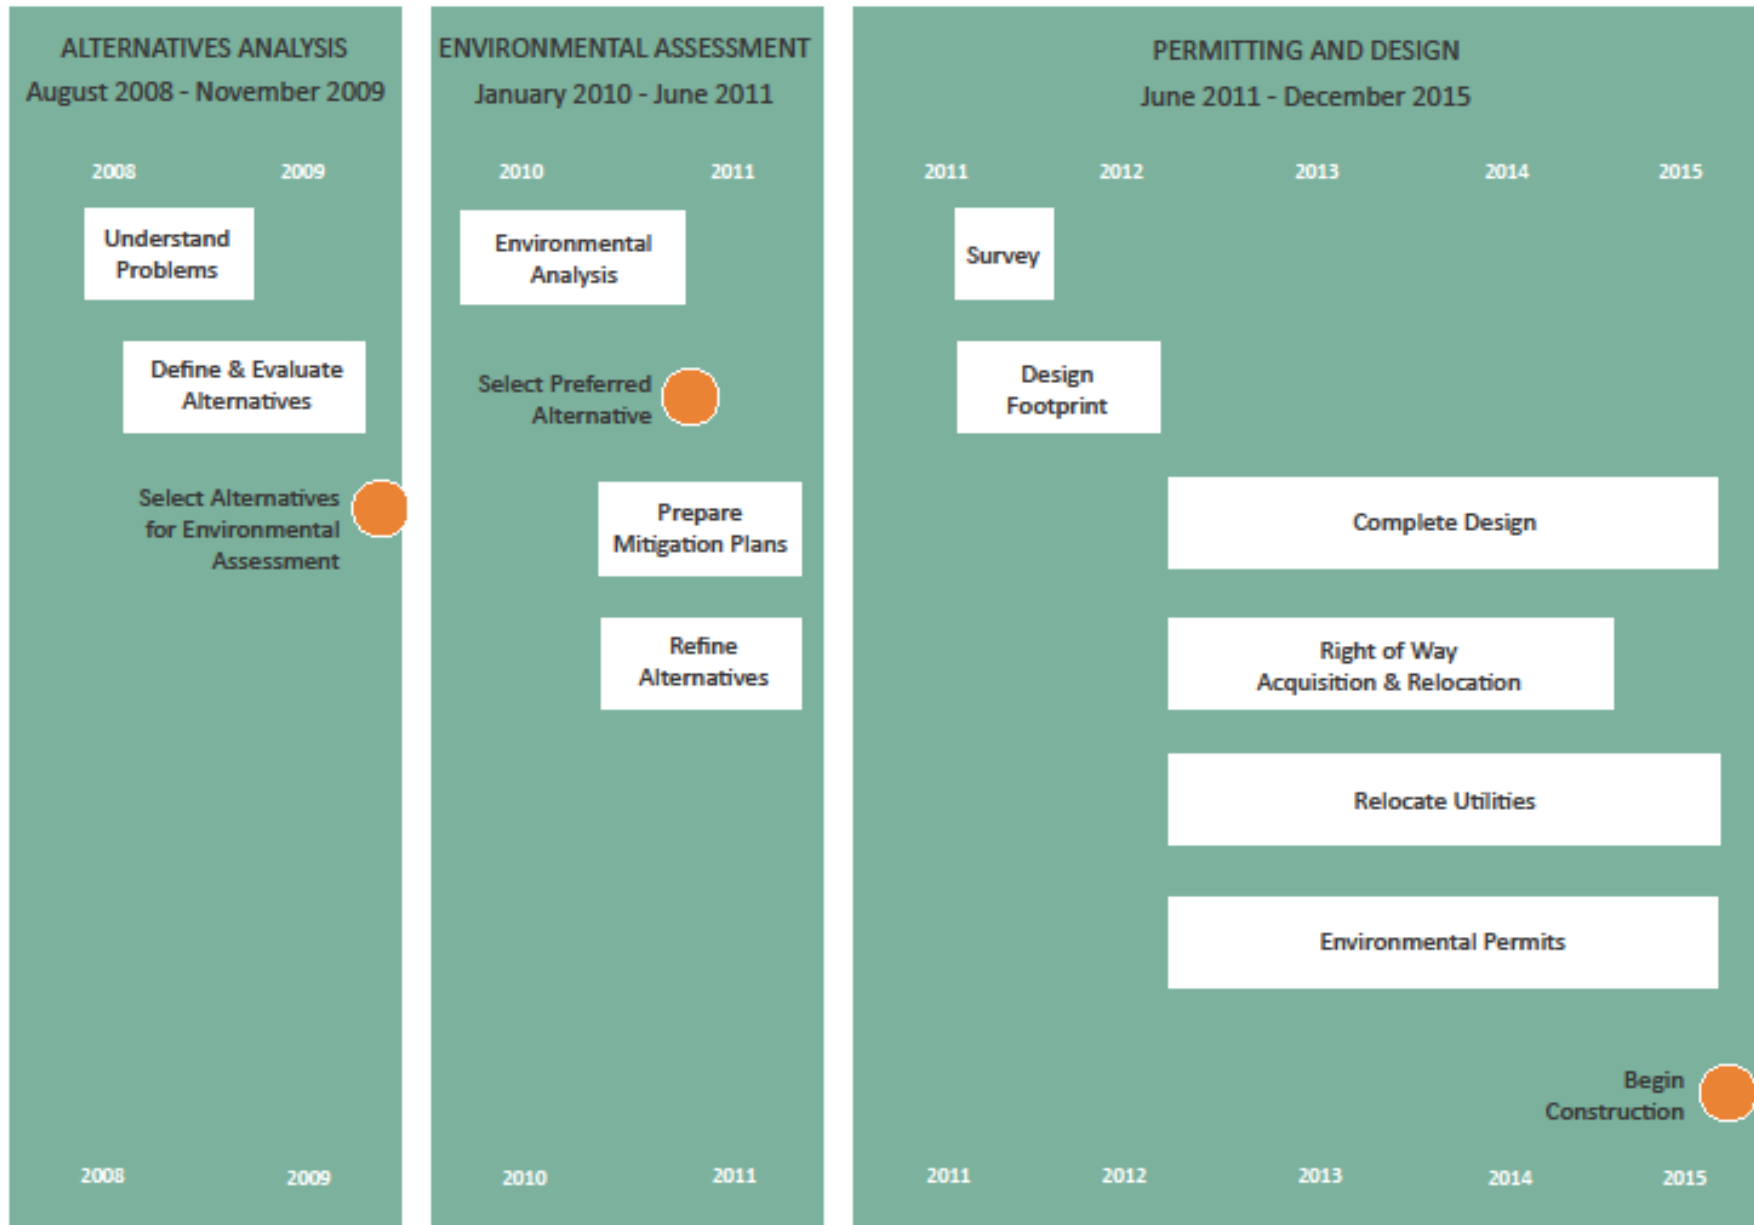 ALTERNATIVES ANALYSIS
August 2008 - November 2009
2008 2009
Understand
Problems
Define & Evaluate
Alternatives
Select Alternatives
for Environmental
Assessment
2008 2009
ENVIRONMENTAL ASSESSMENT
January 2010 - June 2011
2010 2011
Environmental
Analysis
Select Preferred
Alternative
Prepare
Mitigation Plans
Refine
Alternatives
2010 2011
PERMITTING AND DESIGN
June 2011 - December 2015
2011 2012 2013 2014 2015
Survey
Design
Footprint
Complete Design
Right of Way
Acquisition & Relocation
Relocate Utilities
Environmental Permits
Begin
Construction
2011 2012 2013 2014 2015